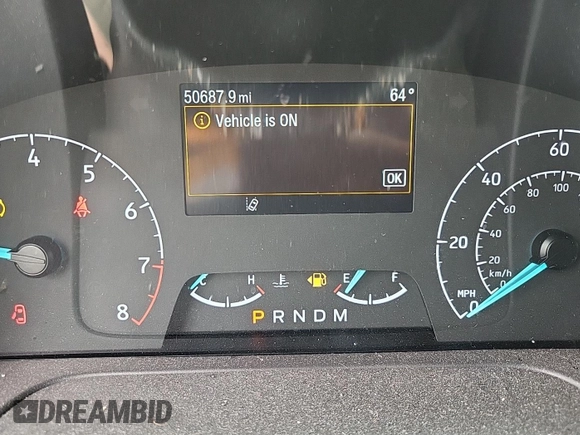 50687.9 mi 64°
Vehicle is ON
OK
4 5 6 7 8
C H E F
P R N D M
0 20 40 60
MPH
0 20 40 60 80 100
km/h
DREAMBID